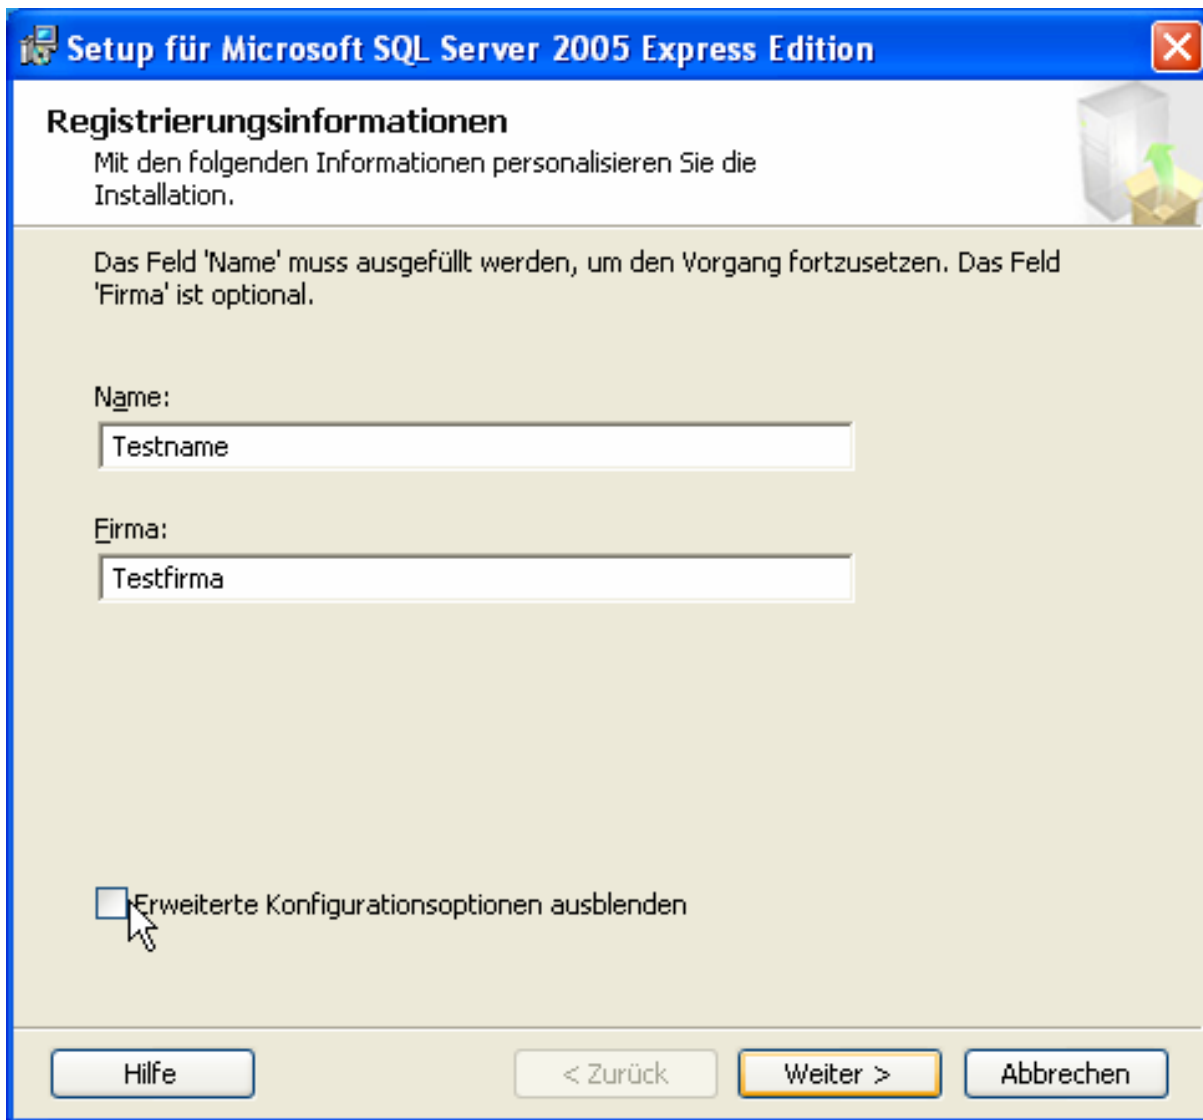 Setup für Microsoft SQL Server 2005 Express Edition
Registrierungsinformationen
Mit den folgenden Informationen personalisieren Sie die
Installation.
Das Feld 'Name' muss ausgefüllt werden, um den Vorgang fortzusetzen. Das Feld
'Firma' ist optional.
Name:
Testname
Firma:
Testfirma
Erweiterte Konfigurationsoptionen ausblenden
Hilfe
< Zurück
Weiter >
Abbrechen